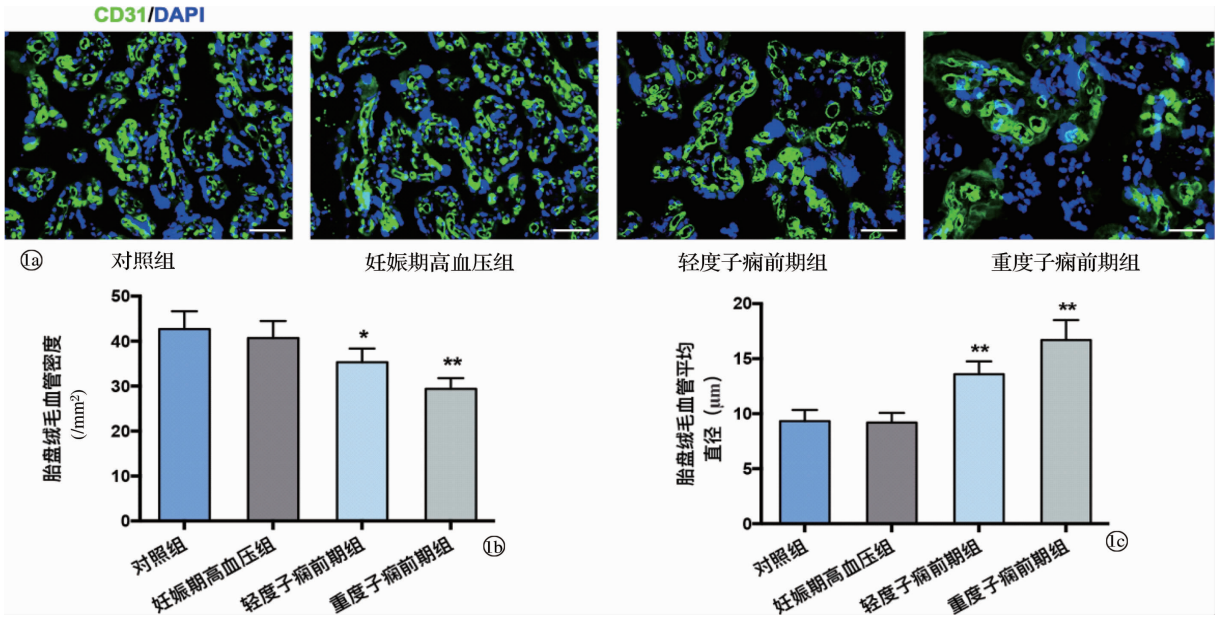 CD31/DAPI
1a
对照组
妊娠期高血压组
轻度子痫前期组
重度子痫前期组
胎盘绒毛血管密度
(/mm²)
50
40
30
20
10
0
*
**
对照组
妊娠期高血压组
轻度子痫前期组
重度子痫前期组
1b
胎盘绒毛血管平均
直径（μm）
20
15
10
5
0
**
**
对照组
妊娠期高血压组
轻度子痫前期组
重度子痫前期组
1c